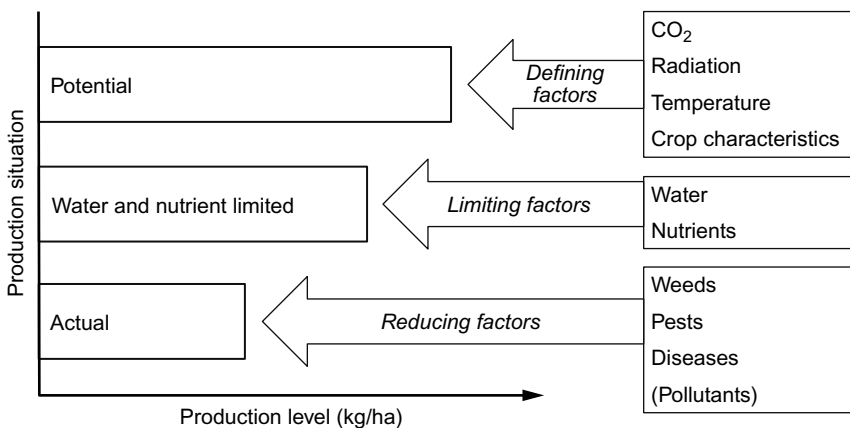 Production situation
Potential
Defining
factors
CO₂
Radiation
Temperature
Crop characteristics
Water and nutrient limited
Limiting factors
Water
Nutrients
Actual
Reducing factors
Weeds
Pests
Diseases
(Pollutants)
Production level (kg/ha)